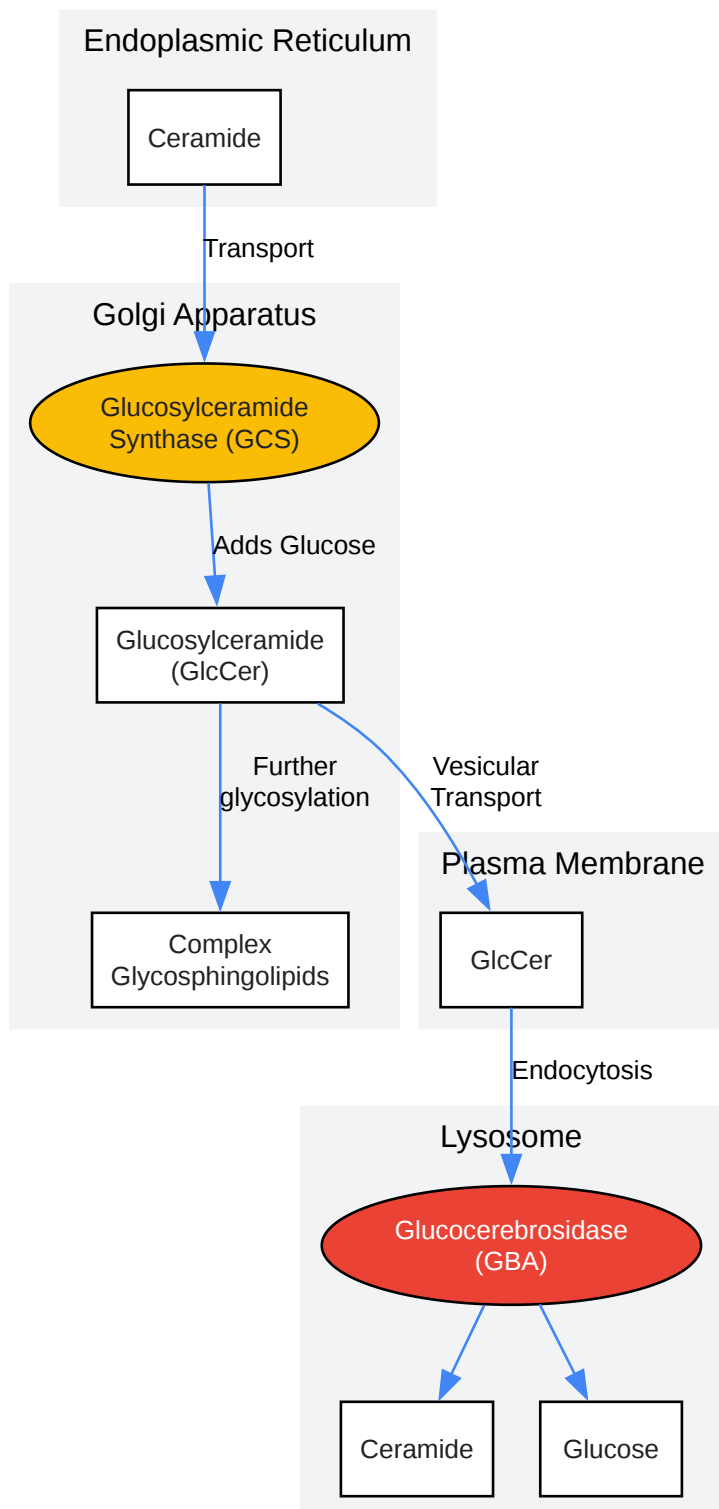 Endoplasmic Reticulum
Ceramide
Transport
Golgi Apparatus
Glucosylceramide
Synthase (GCS)
Adds Glucose
Glucosylceramide
(GlcCer)
Further
glycosylation
Vesicular
Transport
Complex
Glycosphingolipids
Plasma Membrane
GlcCer
Endocytosis
Lysosome
Glucocerebrosidase
(GBA)
Ceramide
Glucose